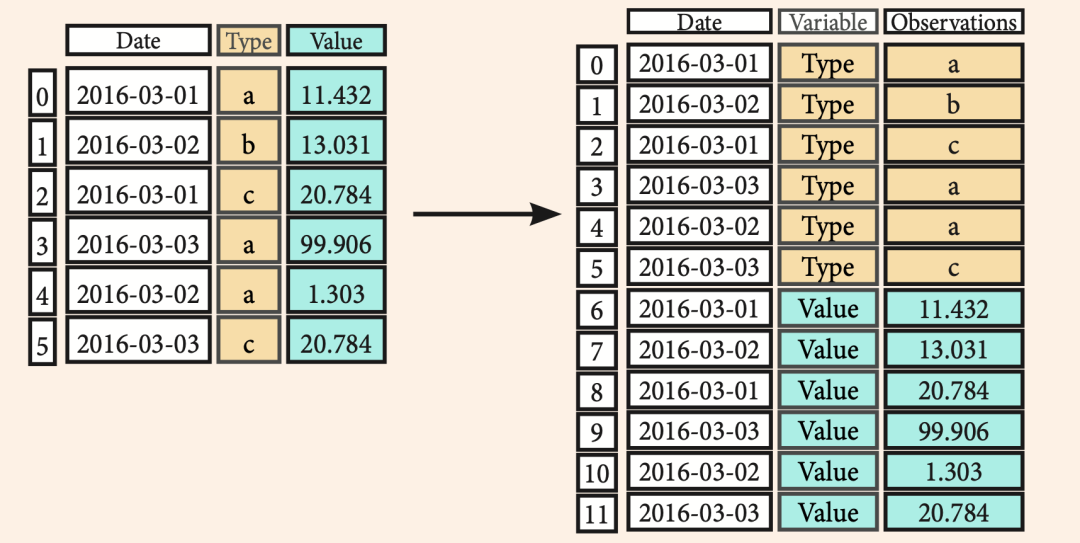 Date Type Value
0 2016-03-01 a 11.432
1 2016-03-02 b 13.031
2 2016-03-01 c 20.784
3 2016-03-03 a 99.906
4 2016-03-02 a 1.303
5 2016-03-03 c 20.784
Date Variable Observations
0 2016-03-01 Type a
1 2016-03-02 Type b
2 2016-03-01 Type c
3 2016-03-03 Type a
4 2016-03-02 Type a
5 2016-03-03 Type c
6 2016-03-01 Value 11.432
7 2016-03-02 Value 13.031
8 2016-03-01 Value 20.784
9 2016-03-03 Value 99.906
10 2016-03-02 Value 1.303
11 2016-03-03 Value 20.784